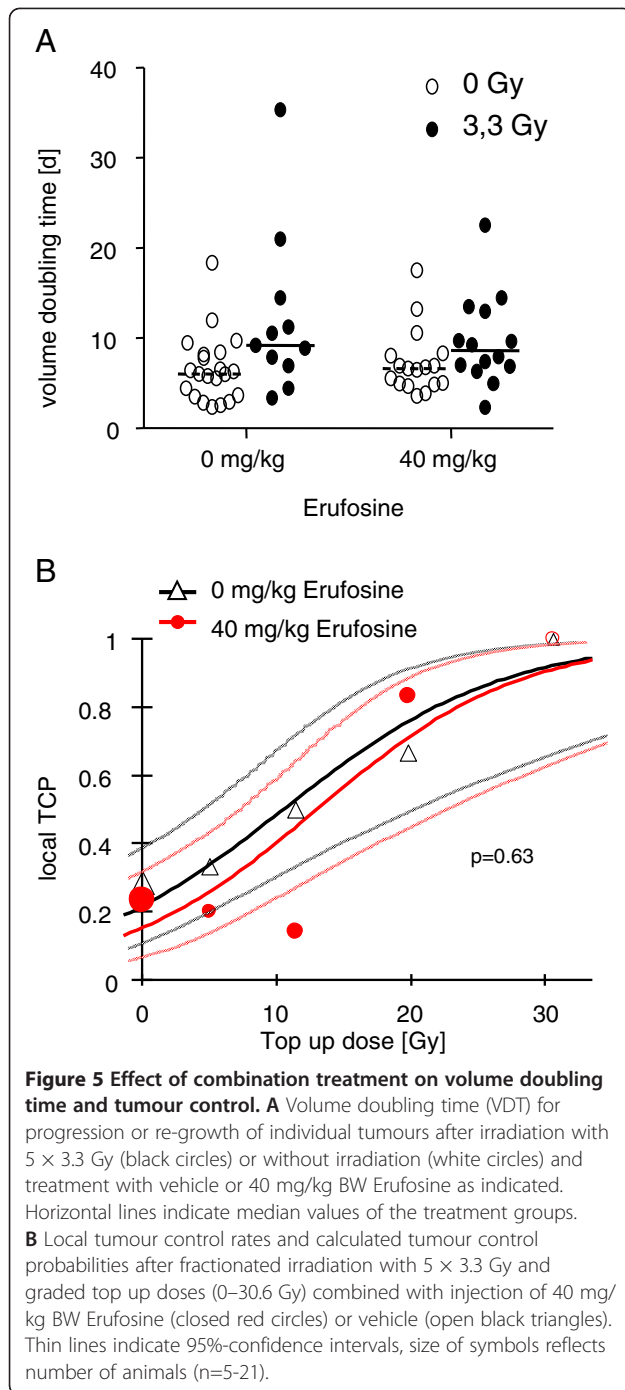 A
40
30
20
10
0
volume doubling time [d]
0 Gy
3,3 Gy
0 mg/kg
40 mg/kg
Erufosine
B
0 mg/kg Erufosine
40 mg/kg Erufosine
1
0.8
0.6
0.4
0.2
0
local TCP
p=0.63
0
10
20
30
Top up dose [Gy]
Figure 5 Effect of combination treatment on volume doubling
time and tumour control. A Volume doubling time (VDT) for
progression or re-growth of individual tumours after irradiation with
5 × 3.3 Gy (black circles) or without irradiation (white circles) and
treatment with vehicle or 40 mg/kg BW Erufosine as indicated.
Horizontal lines indicate median values of the treatment groups.
B Local tumour control rates and calculated tumour control
probabilities after fractionated irradiation with 5 × 3.3 Gy and
graded top up doses (0–30.6 Gy) combined with injection of 40 mg/
kg BW Erufosine (closed red circles) or vehicle (open black triangles).
Thin lines indicate 95%-confidence intervals, size of symbols reflects
number of animals (n=5-21).